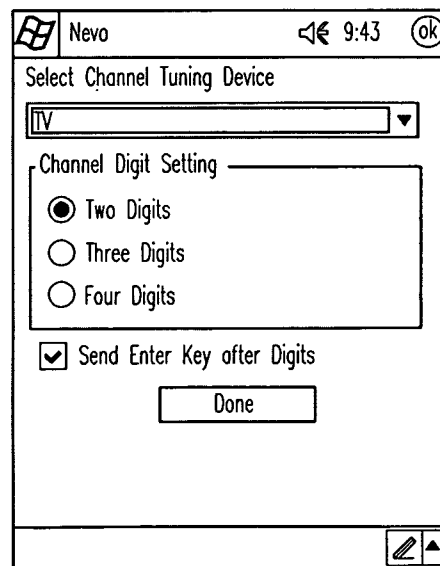 Nevo 9:43 ok
Select Channel Tuning Device
TV
Channel Digit Setting
Two Digits
Three Digits
Four Digits
Send Enter Key after Digits
Done